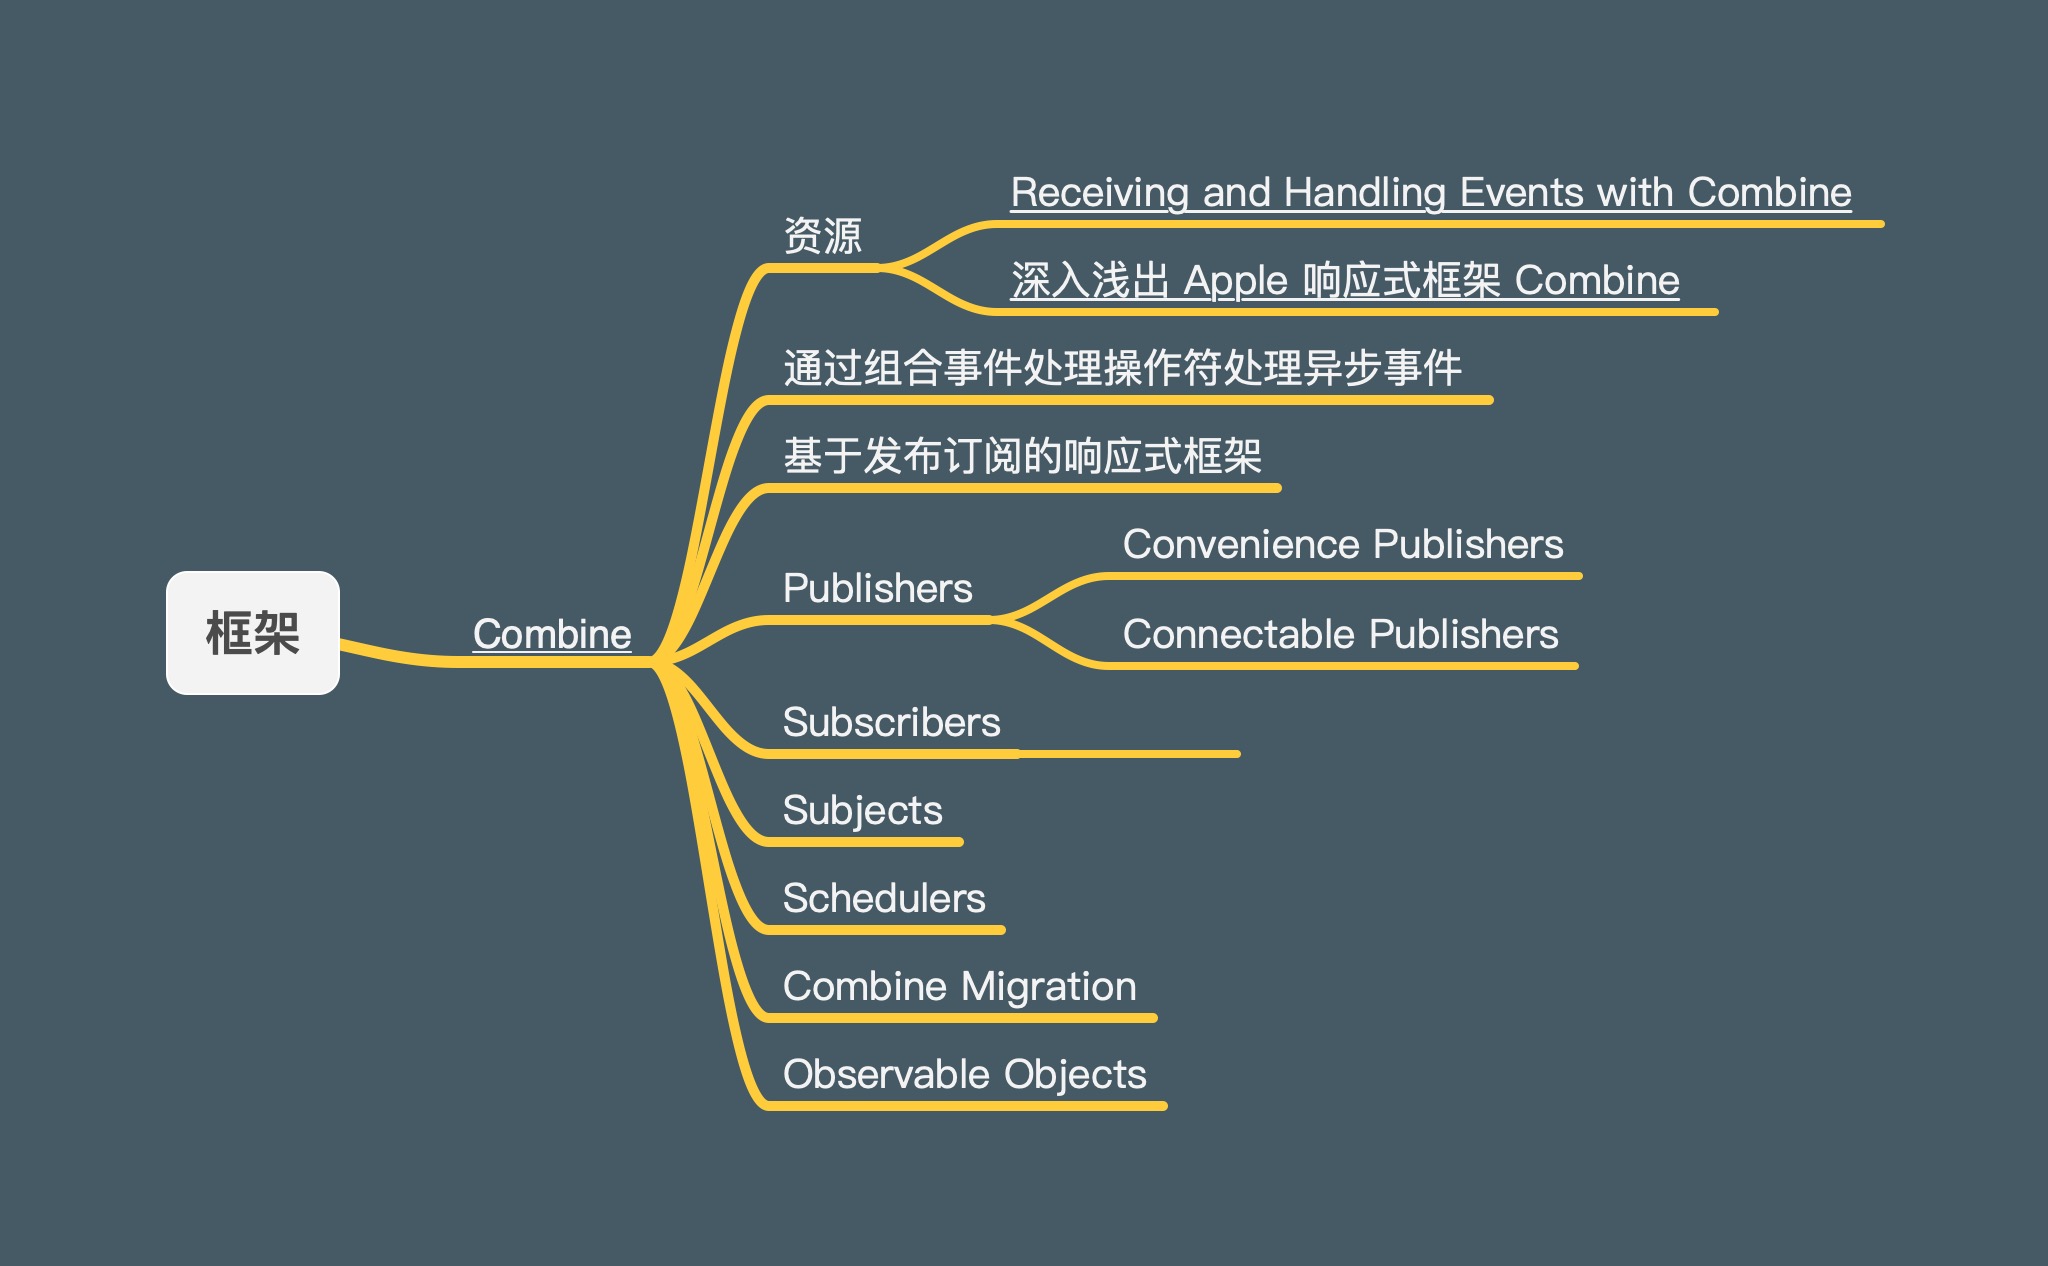 框架
Combine
资源
Receiving and Handling Events with Combine
深入浅出 Apple 响应式框架 Combine
通过组合事件处理操作符处理异步事件
基于发布订阅的响应式框架
Publishers
Convenience Publishers
Connectable Publishers
Subscribers
Subjects
Schedulers
Combine Migration
Observable Objects